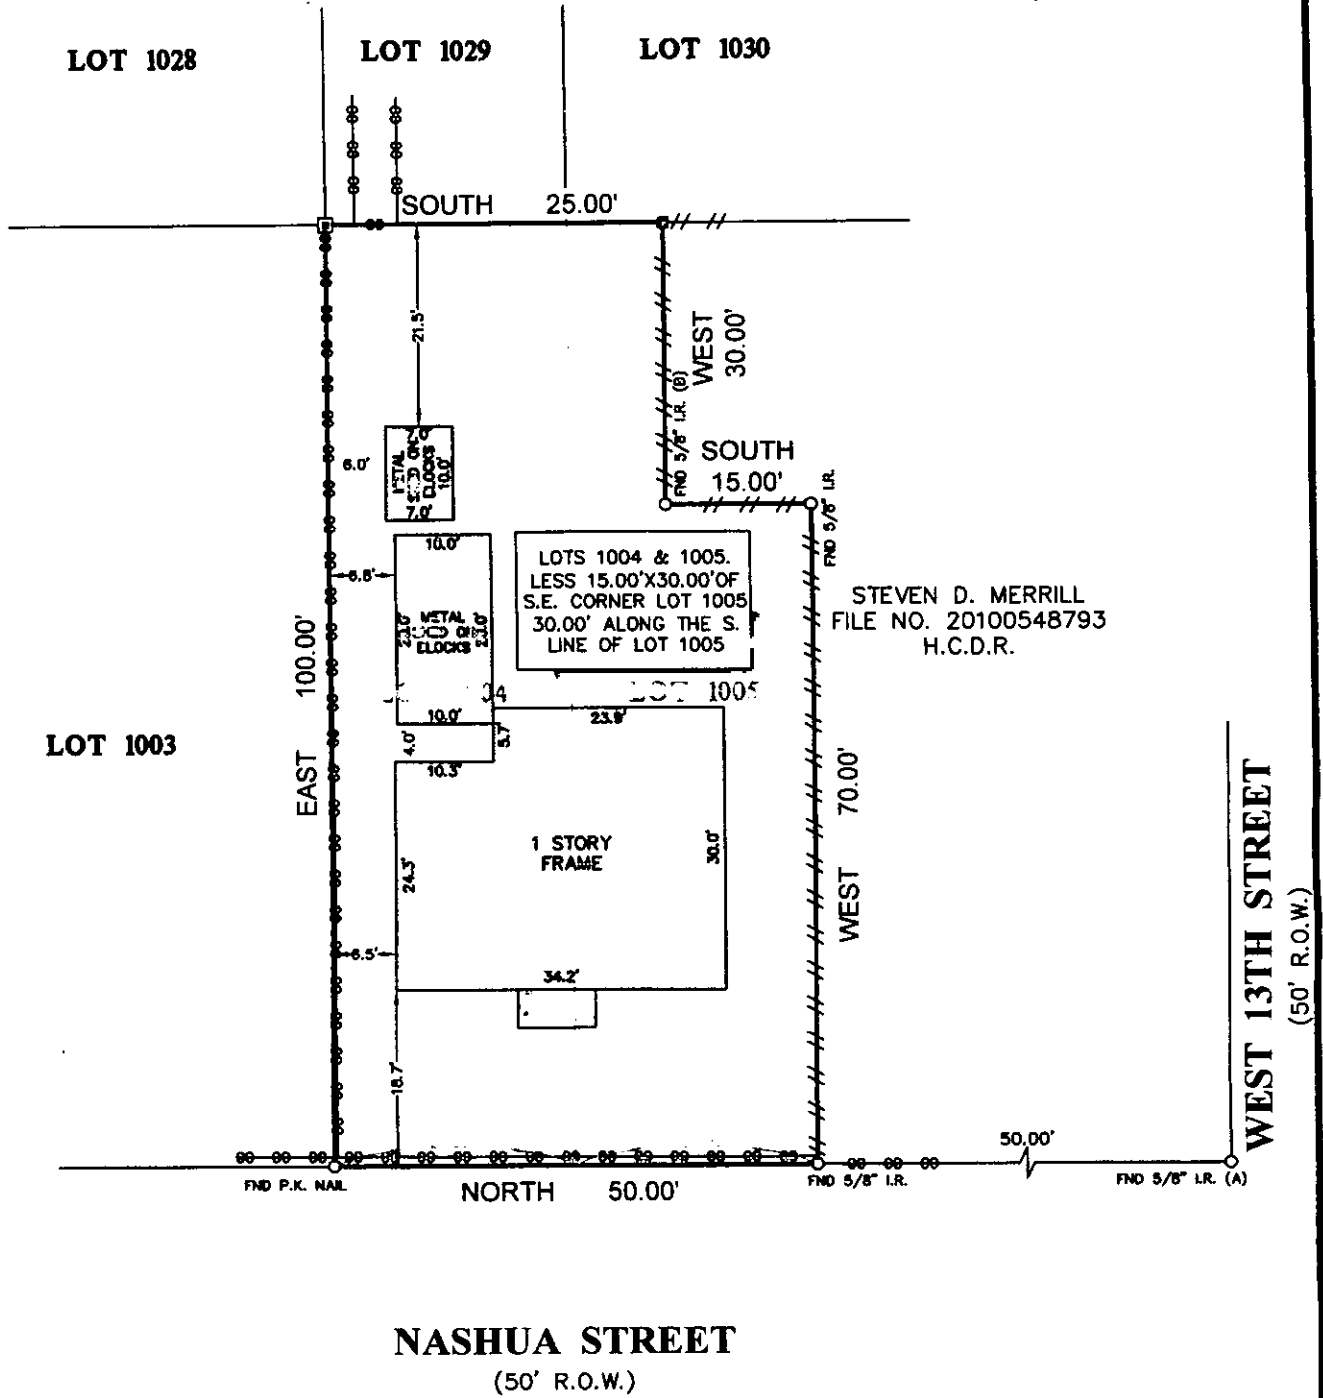 LOT 1028
LOT 1029
LOT 1030
SOUTH 25.00'
21.5'
WEST
30.00'
FND 5/8" I.R. (B)
SOUTH
15.00'
FND 5/8" I.R.
6.0'
7.0'
METAL
ON
BLOCKS
10.0'
7.0'
10.0'
LOTS 1004 & 1005.
LESS 15.00'X30.00'OF
S.E. CORNER LOT 1005
30.00' ALONG THE S.
LINE OF LOT 1005
STEVEN D. MERRILL
FILE NO. 20100548793
H.C.D.R.
23.0'
METAL
BLOCKS
23.0'
EAST 100.00'
LOT 1005
10.0'
23.9'
LOT 1003
4.0'
5.7'
10.3'
1 STORY
FRAME
24.3'
30.0'
WEST 70.00'
6.5'
34.2'
18.7'
WEST 13TH STREET
(50' R.O.W.)
50.00'
FND P.K. NAIL
NORTH 50.00'
FND 5/8" I.R.
FND 5/8" I.R. (A)
NASHUA STREET
(50' R.O.W.)